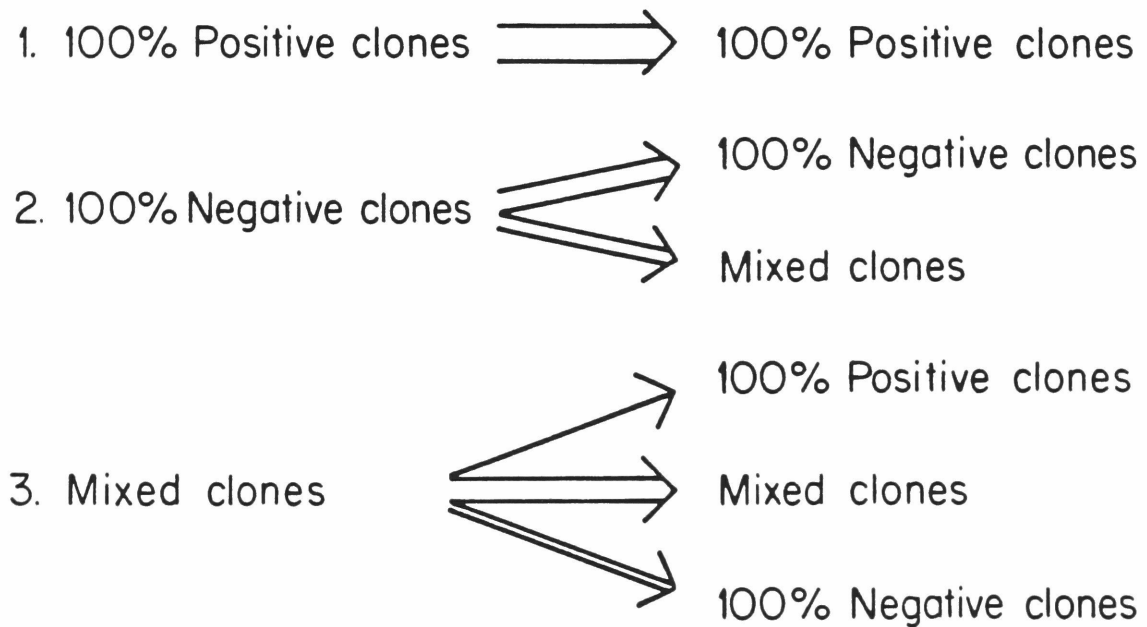 1. 100% Positive clones 100% Positive clones
100% Negative clones
2. 100% Negative clones
Mixed clones
100% Positive clones
3. Mixed clones Mixed clones
100% Negative clones